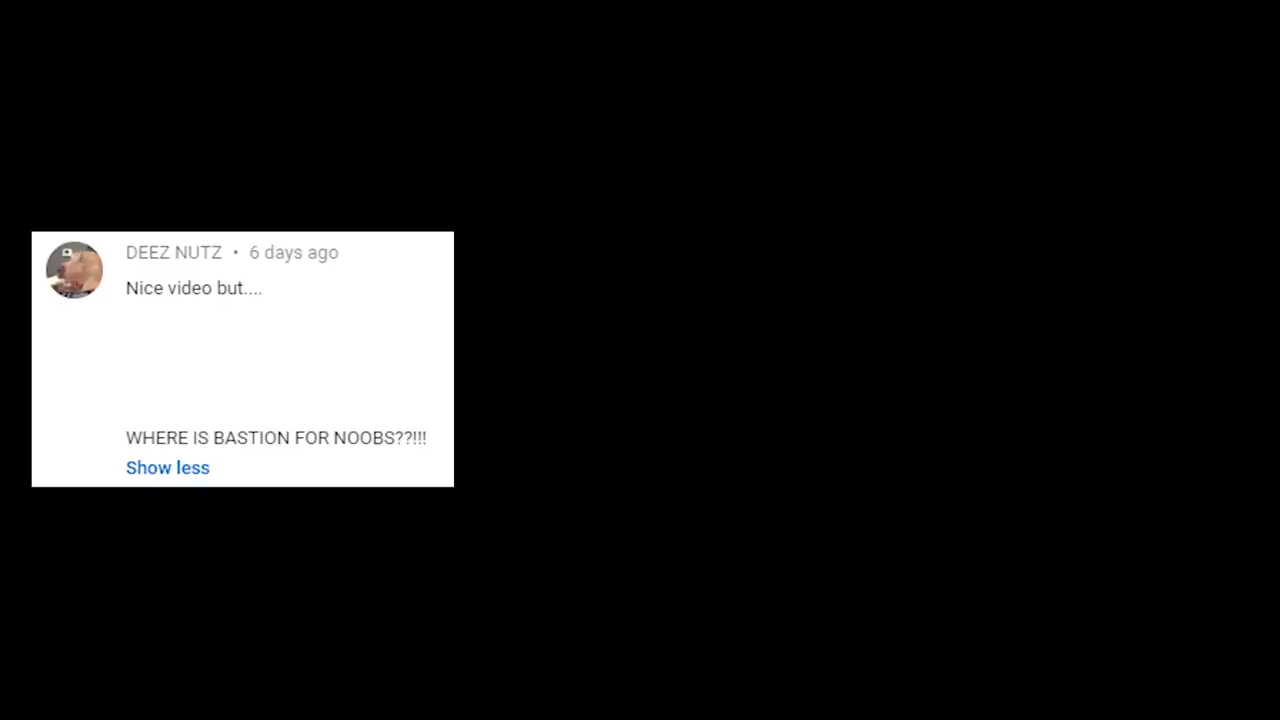 DEEZ NUTZ • 6 days ago
Nice video but....
WHERE IS BASTION FOR NOOBS??!!!
Show less